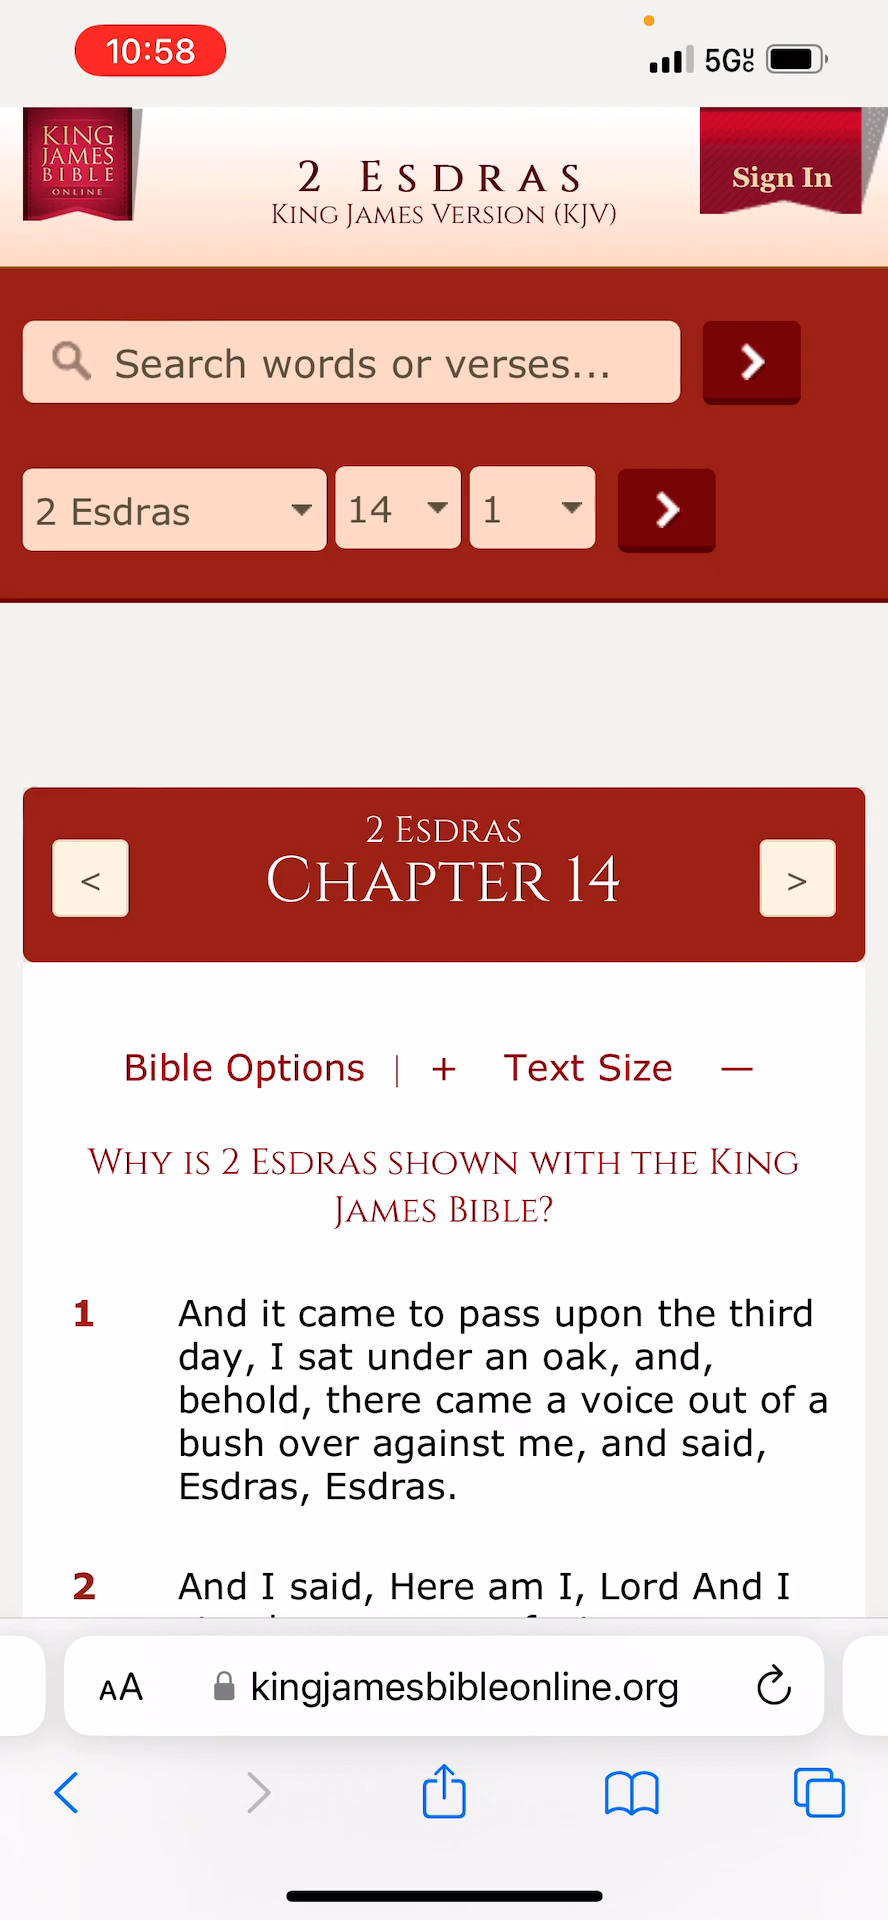 10:58
5G UC
KING
JAMES
BIBLE
ONLINE
2 ESDRAS
KING JAMES VERSION (KJV)
Sign In
Search words or verses...
2 Esdras 14 1
2 ESDRAS
< CHAPTER 14 >
Bible Options | + Text Size —
WHY IS 2 ESDRAS SHOWN WITH THE KING
JAMES BIBLE?
1 And it came to pass upon the third
day, I sat under an oak, and,
behold, there came a voice out of a
bush over against me, and said,
Esdras, Esdras.
2 And I said, Here am I, Lord And I
AA kingjamesbibleonline.org